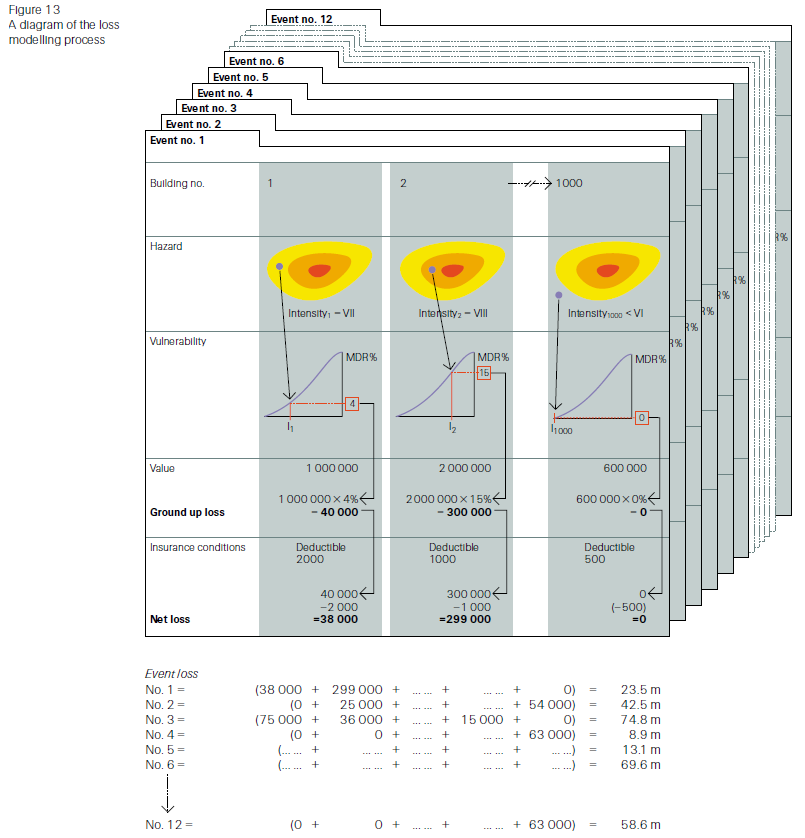 Figure 13
A diagram of the loss
modelling process
Event no. 12
Event no. 6
Event no. 5
Event no. 4
Event no. 3
Event no. 2
Event no. 1
Building no. 1 2 1000
Hazard
Intensity1 – VII Intensity2 – VIII Intensity1000 < VI
Vulnerability
MDR% MDR% MDR%
4 15 0
I1 I2 I1000
R% R% R% R% R% R%
Value 1 000 000 2 000 000 600 000
1 000 000 × 4% 2 000 000 × 15% 600 000 × 0%
Ground up loss – 40 000 – 300 000 – 0
Insurance conditions Deductible Deductible Deductible
2000 1000 500
40 000 300 000 0
–2 000 –1 000 (–500)
Net loss =38 000 =299 000 =0
Event loss
No. 1 = (38 000 + 299 000 + ... ... + ... ... + 0) = 23.5 m
No. 2 = (0 + 25 000 + ... ... + ... ... + 54 000) = 42.5 m
No. 3 = (75 000 + 36 000 + ... ... + 15 000 + 0) = 74.8 m
No. 4 = (0 + 0 + ... ... + ... ... + 63 000) = 8.9 m
No. 5 = (... ... + ... ... + ... ... + ... ... + ... ...) = 13.1 m
No. 6 = (... ... + ... ... + ... ... + ... ... + ... ...) = 69.6 m
No. 12 = (0 + 0 + ... ... + ... ... + 63 000) = 58.6 m